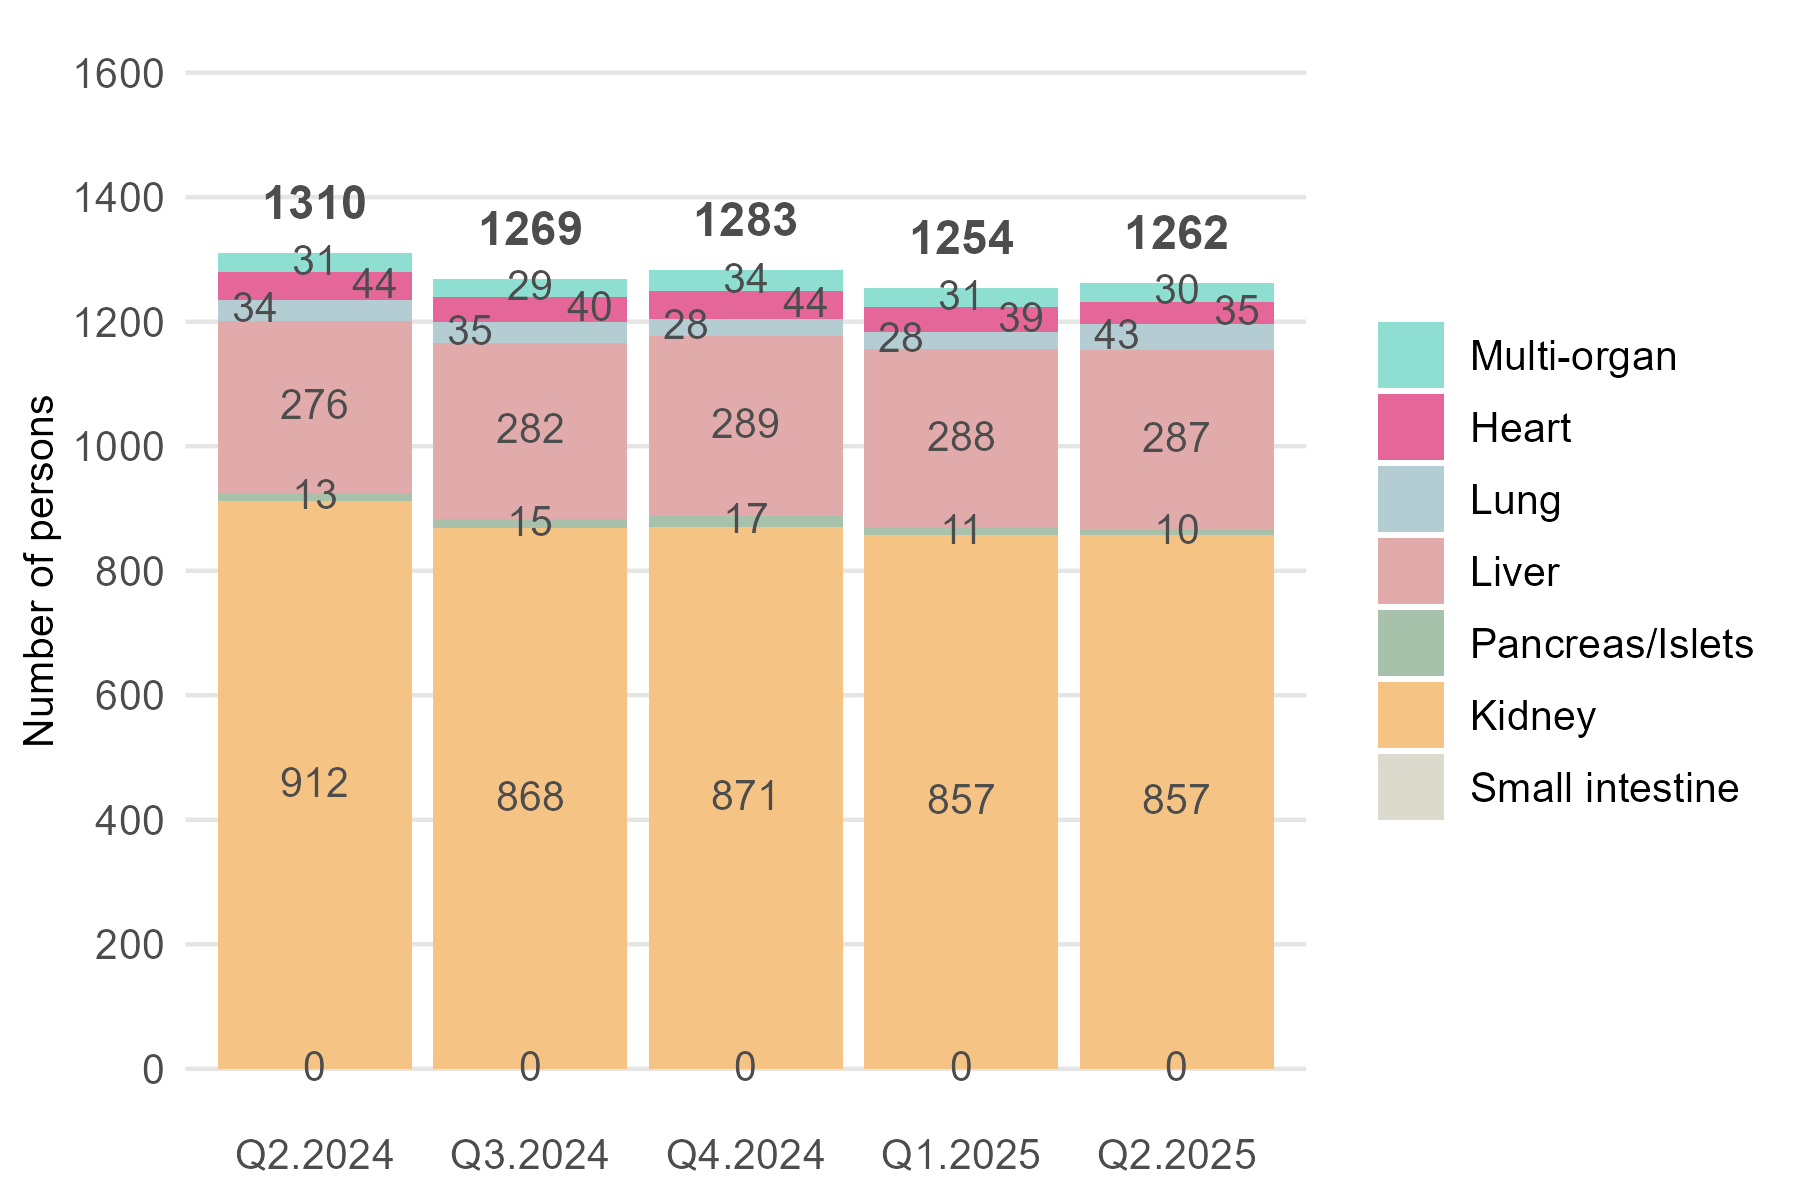 Number of persons
1600
1400
1200
1000
800
600
400
200
0
1310 1269 1283 1254 1262
31 29 34 31 30
44 40 44 39 35
34 35 28 28 43
276 282 289 288 287
13 15 17 11 10
912 868 871 857 857
0 0 0 0 0
Q2.2024 Q3.2024 Q4.2024 Q1.2025 Q2.2025
Multi-organ
Heart
Lung
Liver
Pancreas/Islets
Kidney
Small intestine